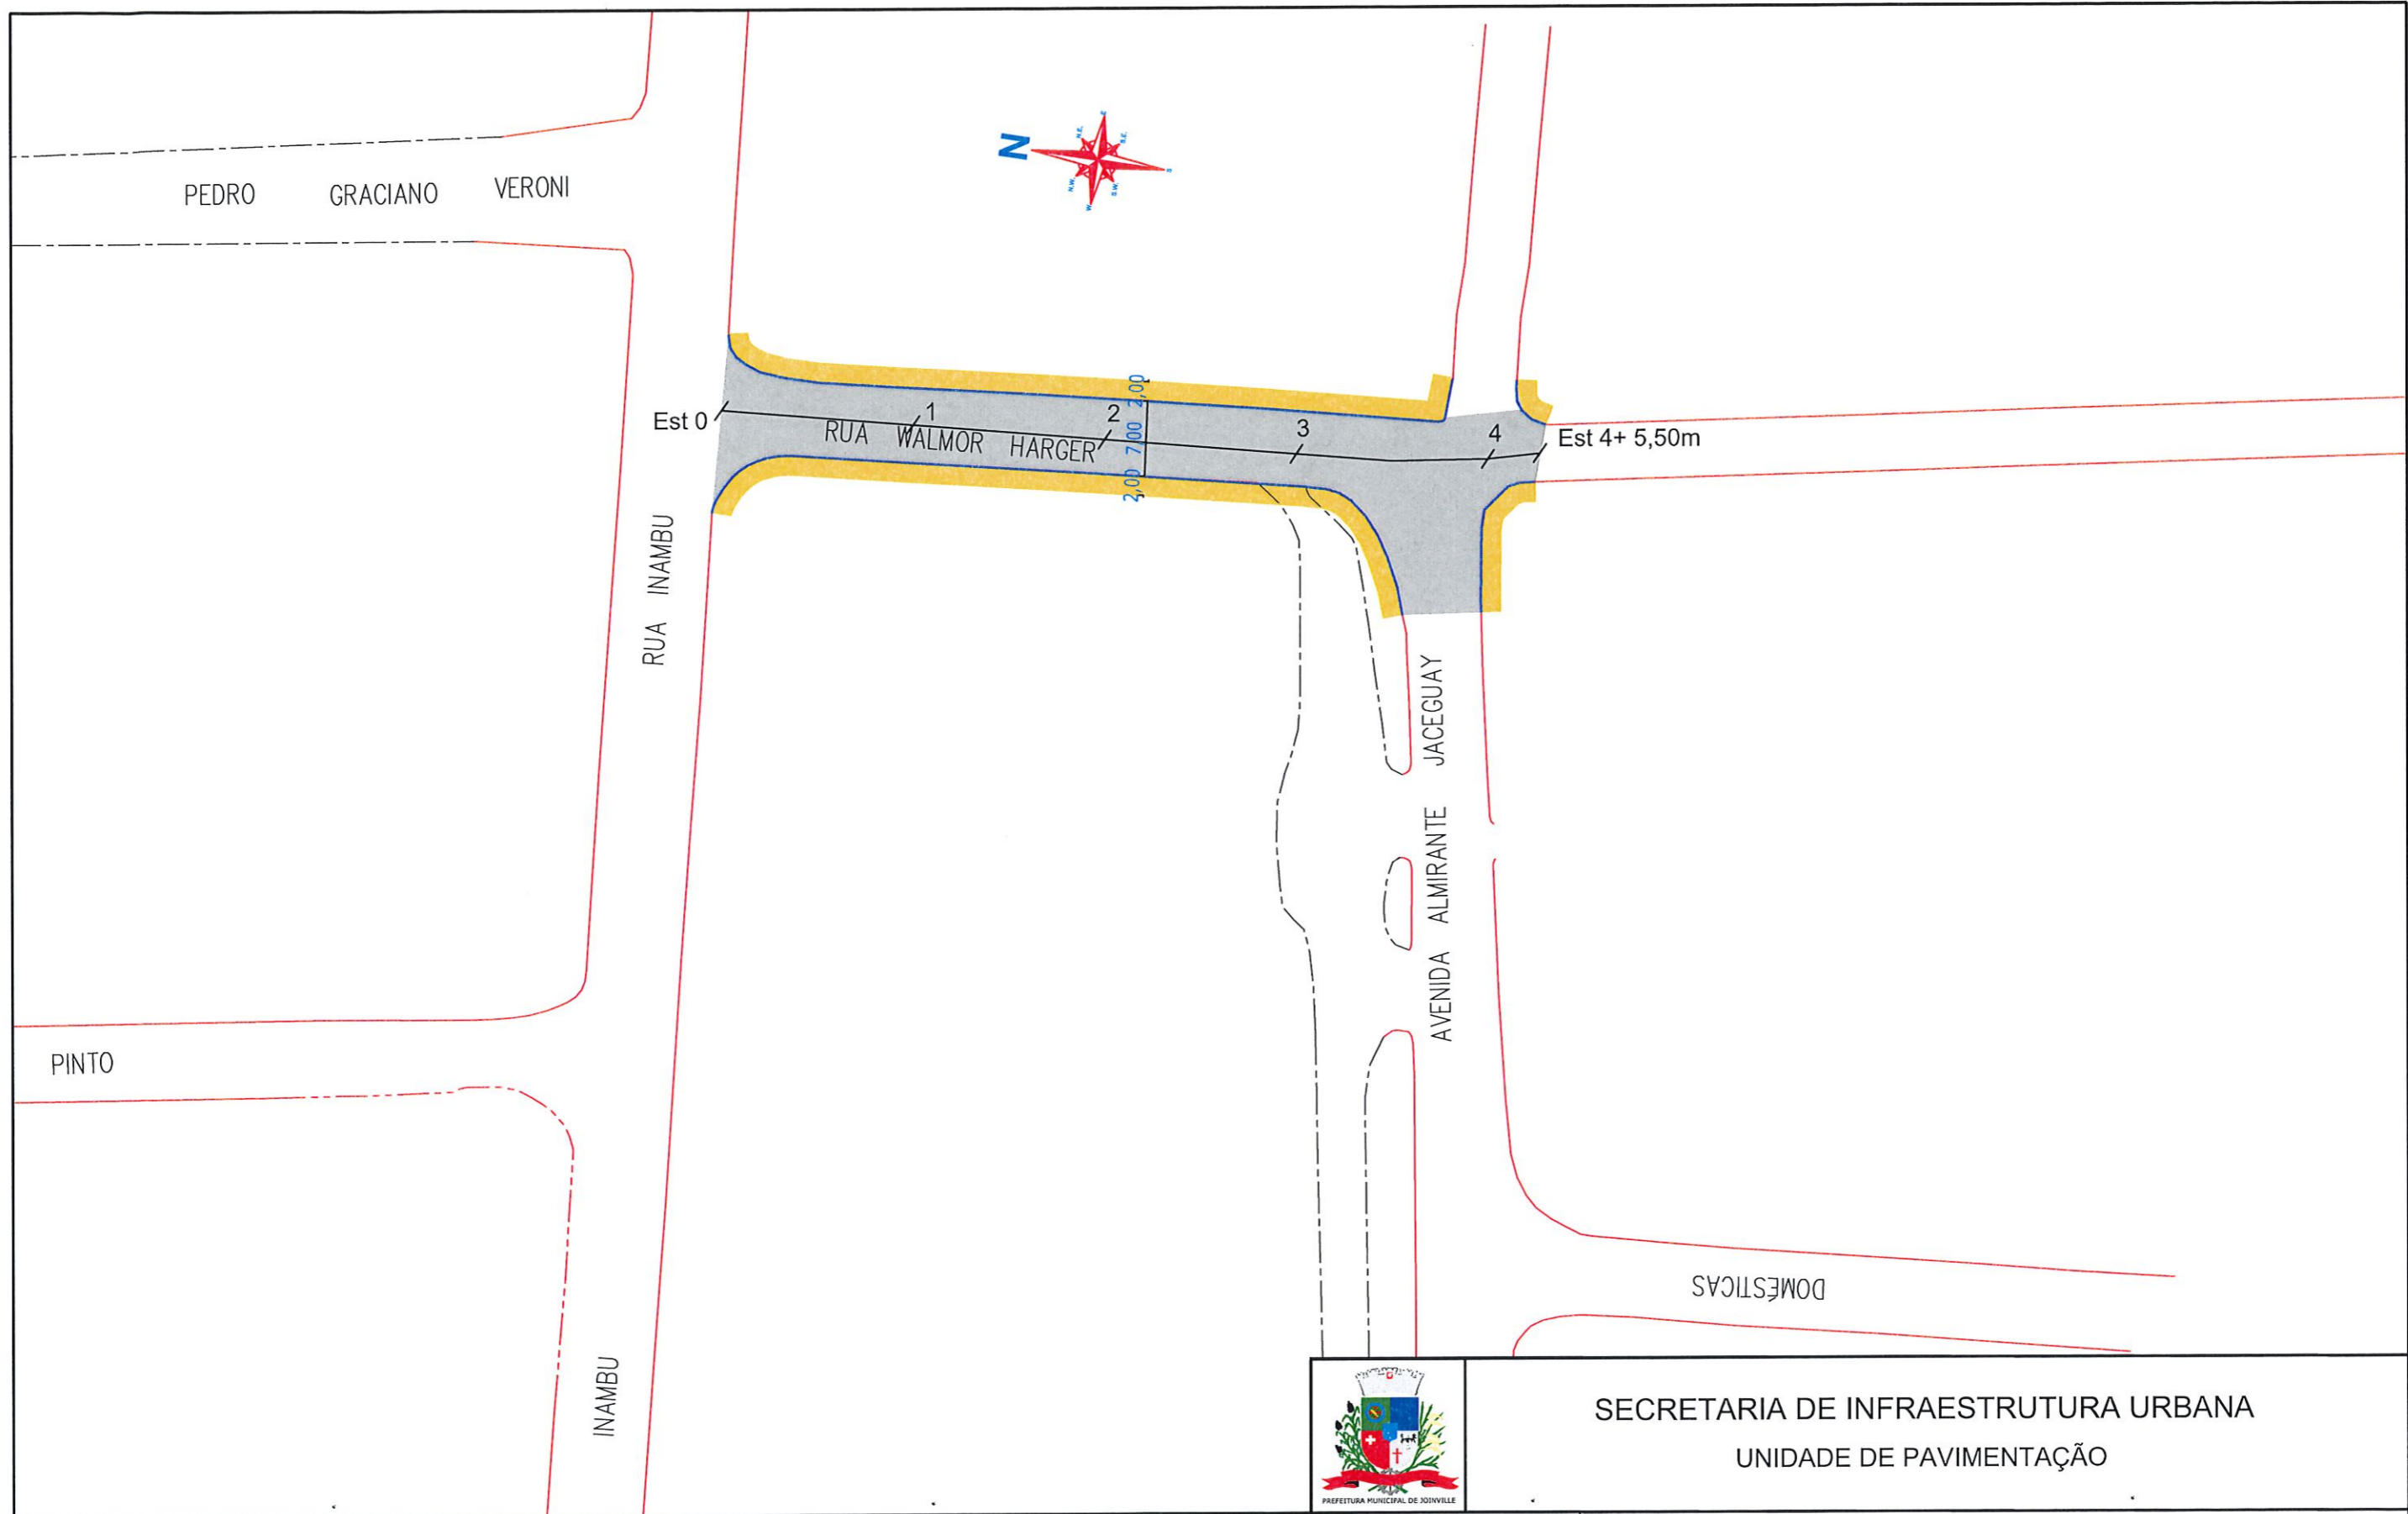 PEDRO GRACIANO VERONI
N
E
N.E.
S.E.
S
N.W.
S.W.
W
2,00
7,00
2,00
Est 0
1
2
3
4
Est 4+ 5,50m
RUA WALMOR HARGER
RUA INAMBU
AVENIDA ALMIRANTE JACEGUAY
PINTO
DOMÉSTICAS
INAMBU
PREFEITURA MUNICIPAL DE JOINVILLE
SECRETARIA DE INFRAESTRUTURA URBANA
UNIDADE DE PAVIMENTAÇÃO